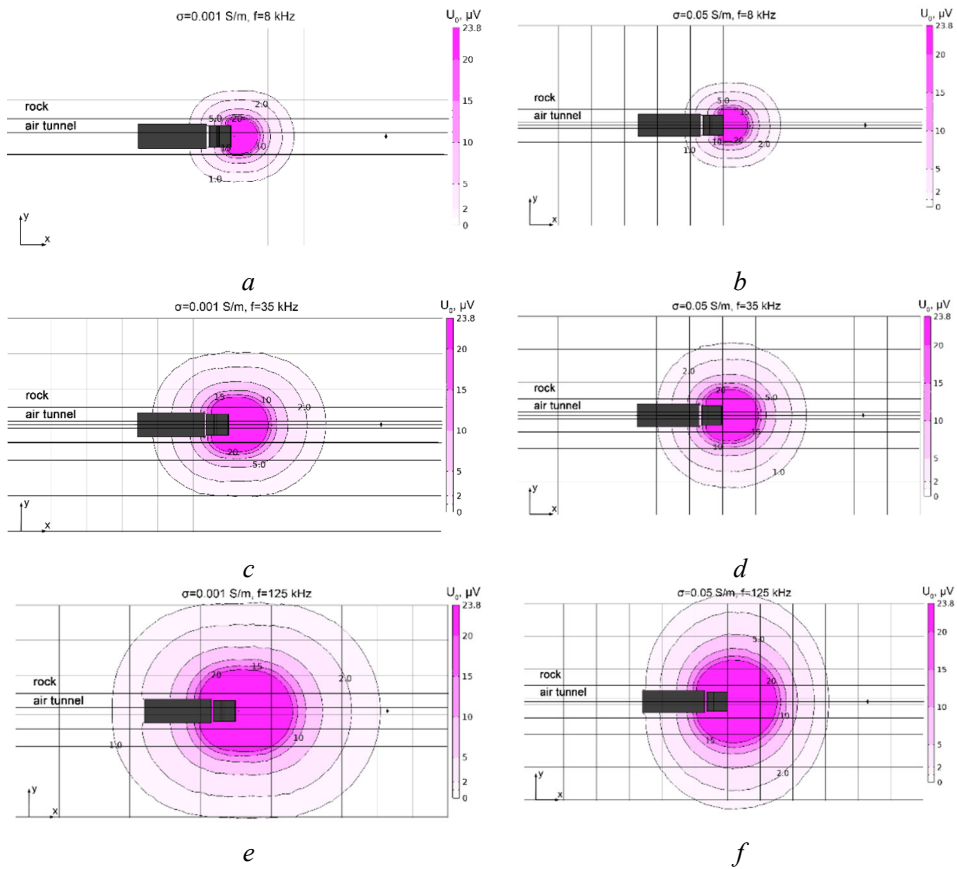 σ=0.001 S/m, f=8 kHz
U₀, µV
23.8
20
15
10
5
2
0
rock
air tunnel
2.0
5.0
20
10
10
1.0
y
x
a
σ=0.05 S/m, f=8 kHz
U₀, µV
23.8
20
15
10
5
2
0
rock
air tunnel
5.0
15
10
2.0
1.0
y
x
b
σ=0.001 S/m, f=35 kHz
U₀, µV
23.8
20
15
10
5
2
0
rock
air tunnel
15
10
2.0
20
5.0
y
x
c
σ=0.05 S/m, f=35 kHz
U₀, µV
23.8
20
15
10
5
2
0
rock
air tunnel
2.0
20
5.0
15
10
1.0
y
x
d
σ=0.001 S/m, f=125 kHz
U₀, µV
23.8
20
15
10
5
2
0
rock
air tunnel
15
20
2.0
10
1.0
y
x
e
σ=0.05 S/m, f=125 kHz
U₀, µV
23.8
20
15
10
5
2
0
rock
air tunnel
5.0
20
10
15
2.0
y
x
f